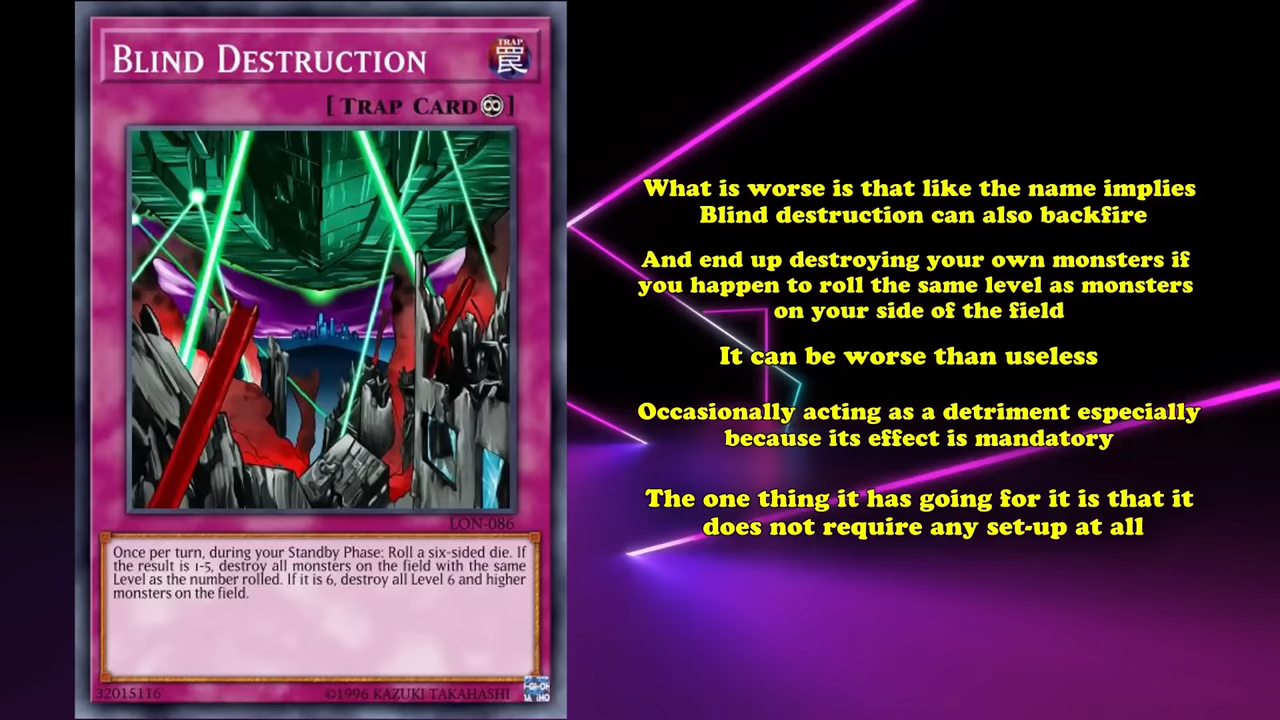 BLIND DESTRUCTION
TRAP
罠
[TRAP CARD]
LON-086
Once per turn, during your Standby Phase: Roll a six-sided die. If
the result is 1-5, destroy all monsters on the field with the same
Level as the number rolled. If it is 6, destroy all Level 6 and higher
monsters on the field.
32015116
©1996 KAZUKI TAKAHASHI
What is worse is that like the name implies
Blind destruction can also backfire
And end up destroying your own monsters if
you happen to roll the same level as monsters
on your side of the field
It can be worse than useless
Occasionally acting as a detriment especially
because its effect is mandatory
The one thing it has going for it is that it
does not require any set-up at all